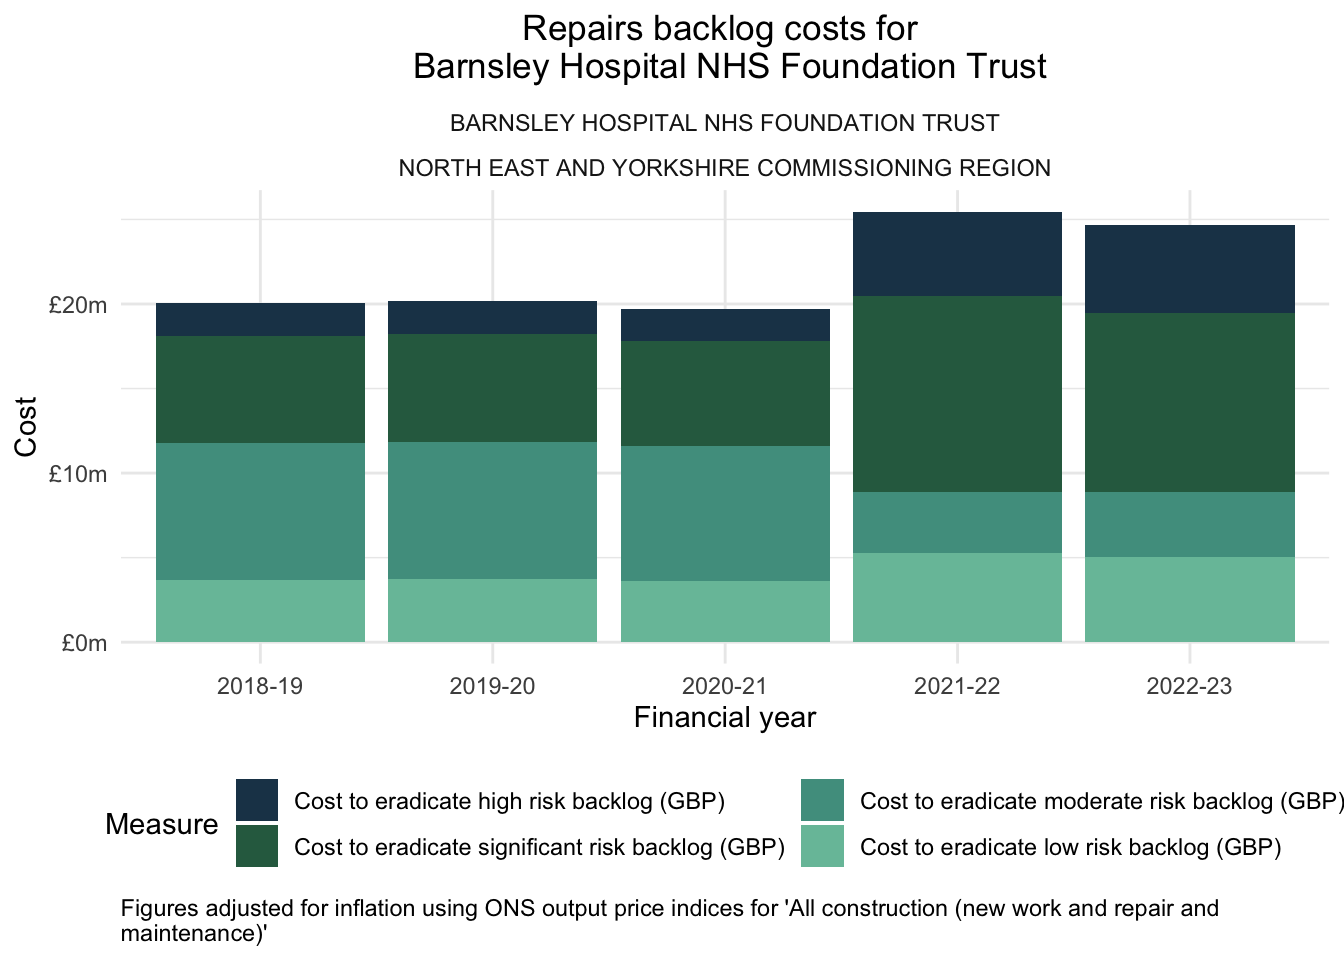 Repairs backlog costs for
Barnsley Hospital NHS Foundation Trust
BARNSLEY HOSPITAL NHS FOUNDATION TRUST
NORTH EAST AND YORKSHIRE COMMISSIONING REGION
£20m
£10m
£0m
Cost
2018-19 2019-20 2020-21 2021-22 2022-23
Financial year
Measure
Cost to eradicate high risk backlog (GBP)
Cost to eradicate significant risk backlog (GBP)
Cost to eradicate moderate risk backlog (GBP)
Cost to eradicate low risk backlog (GBP)
Figures adjusted for inflation using ONS output price indices for 'All construction (new work and repair and
maintenance)'